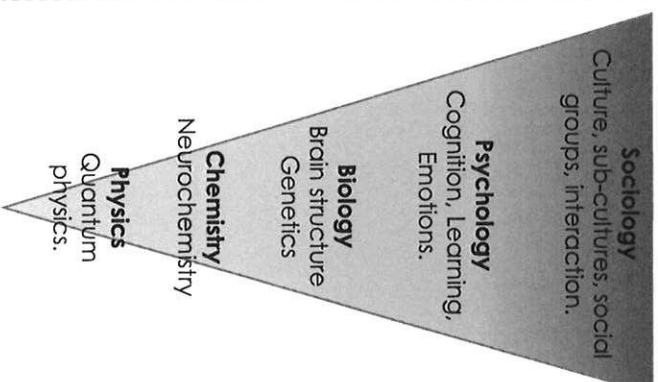 Sociology
Culture, sub-cultures, social
groups, interaction.
Psychology
Cognition, Learning,
Emotions.
Biology
Brain structure
Genetics
Chemistry
Neurochemistry
Physics
Quantum
physics.